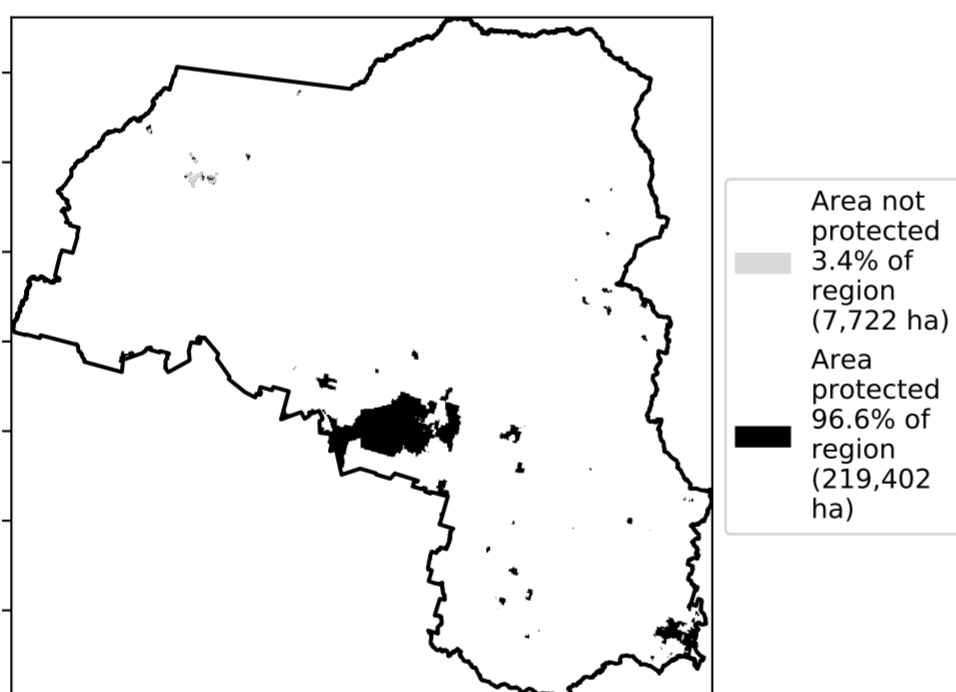 Area not
protected
3.4% of
region
(7,722 ha)
Area
protected
96.6% of
region
(219,402
ha)